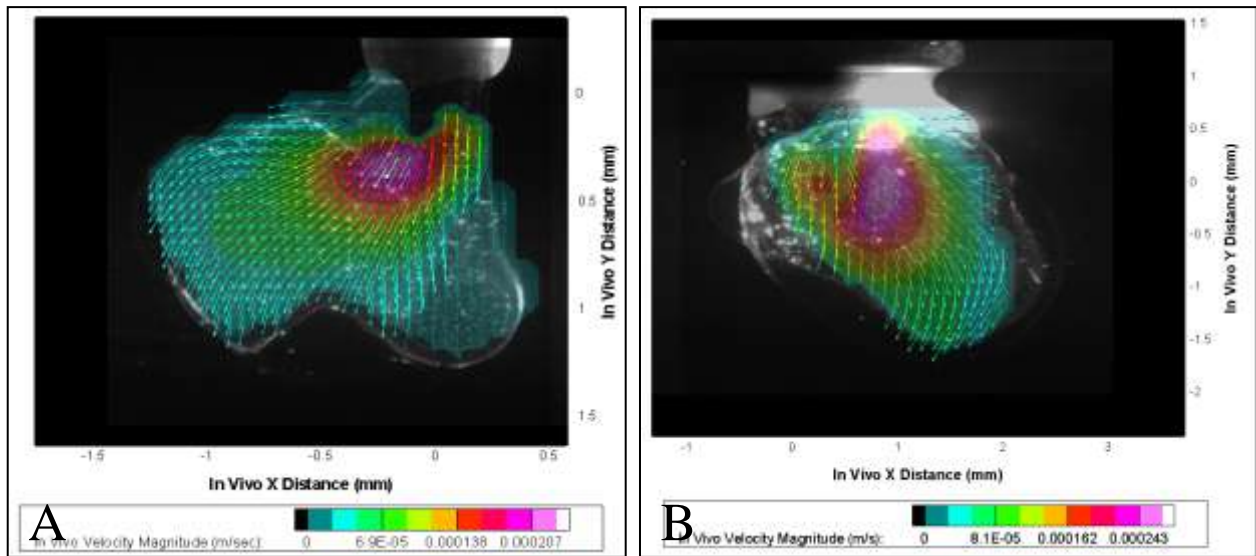 0
0.5
1
1.5
In Vivo Y Distance (mm)
-1.5
-1
-0.5
0
0.5
In Vivo X Distance (mm)
A
In Vivo Velocity Magnitude (m/sec):
0
6.9E-05
0.000138
0.000207
1.5
1
0.5
0
-0.5
-1
-1.5
-2
In Vivo Y Distance (mm)
-1
0
1
2
3
In Vivo X Distance (mm)
B
In Vivo Velocity Magnitude (m/s):
0
8.1E-05
0.000162
0.000243